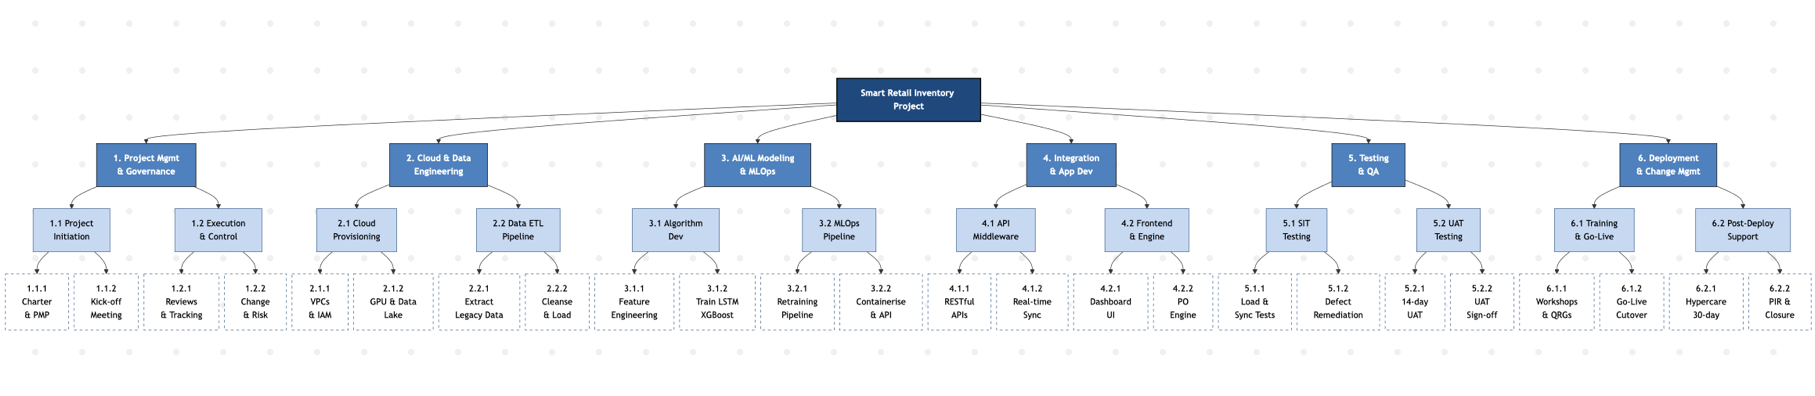 Smart Retail Inventory
Project
1. Project Mgmt
& Governance
2. Cloud & Data
Engineering
3. AI/ML Modeling
& MLOps
4. Integration
& App Dev
5. Testing
& QA
6. Deployment
& Change Mgmt
1.1 Project
Initiation
1.2 Execution
& Control
2.1 Cloud
Provisioning
2.2 Data ETL
Pipeline
3.1 Algorithm
Dev
3.2 MLOps
Pipeline
4.1 API
Middleware
4.2 Frontend
& Engine
5.1 SIT
Testing
5.2 UAT
Testing
6.1 Training
& Go-Live
6.2 Post-Deploy
Support
1.1.1
Charter
& PMP
1.1.2
Kick-off
Meeting
1.2.1
Reviews
& Tracking
1.2.2
Change
& Risk
2.1.1
VPCs
& IAM
2.1.2
GPU & Data
Lake
2.2.1
Extract
Legacy Data
2.2.2
Cleanse
& Load
3.1.1
Feature
Engineering
3.1.2
Train LSTM
XGBoost
3.2.1
Retraining
Pipeline
3.2.2
Containerise
& API
4.1.1
RESTful
APIs
4.1.2
Real-time
Sync
4.2.1
Dashboard
UI
4.2.2
PO
Engine
5.1.1
Load &
Sync Tests
5.1.2
Defect
Remediation
5.2.1
14-day
UAT
5.2.2
UAT
Sign-off
6.1.1
Workshops
& QRGs
6.1.2
Go-Live
Cutover
6.2.1
Hypercare
30-day
6.2.2
PIR &
Closure